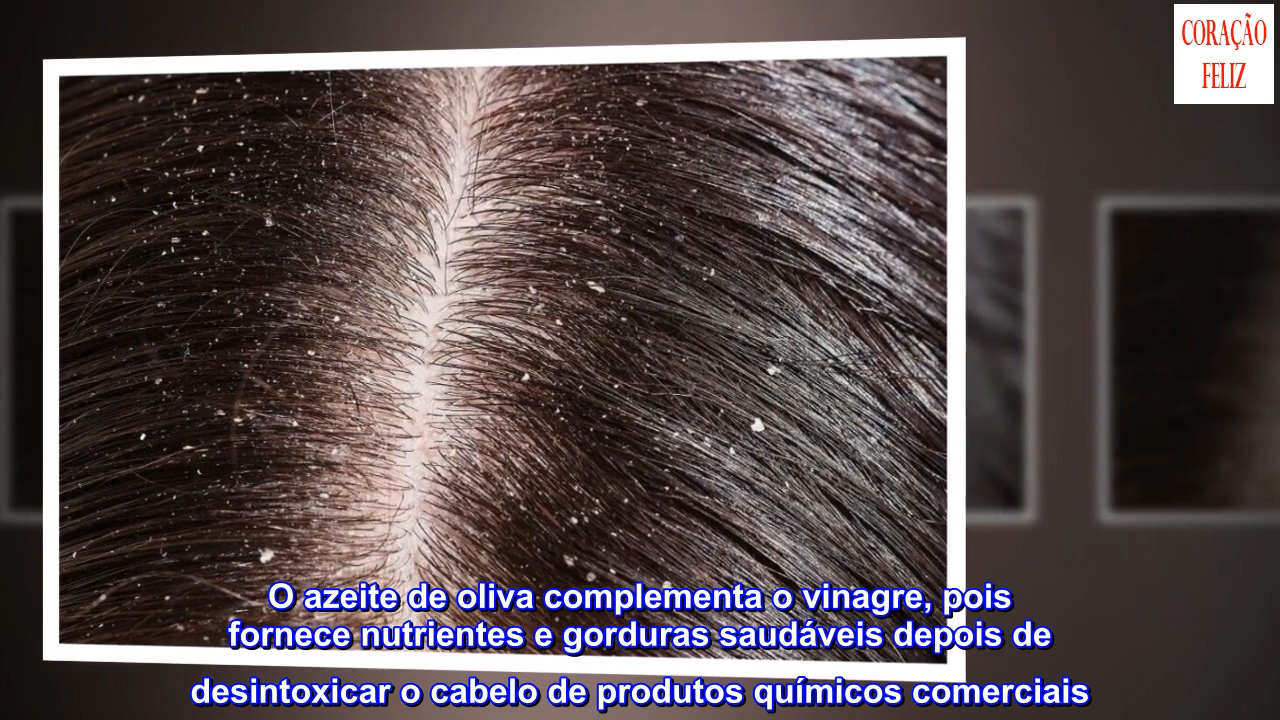 CORAÇÃO
FELIZ
O azeite de oliva complementa o vinagre, pois
fornece nutrientes e gorduras saudáveis depois de
desintoxicar o cabelo de produtos químicos comerciais